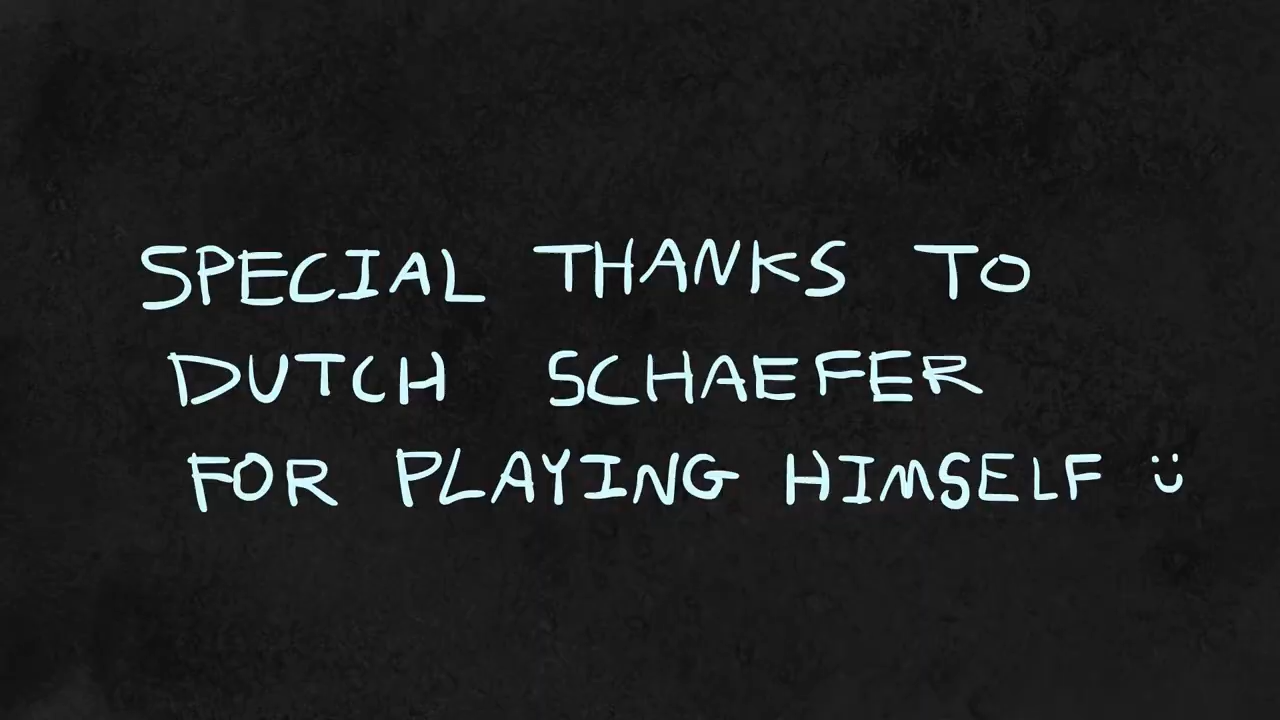 SPECIAL THANKS TO
DUTCH SCHAEFER
FOR PLAYING HIMSELF :)